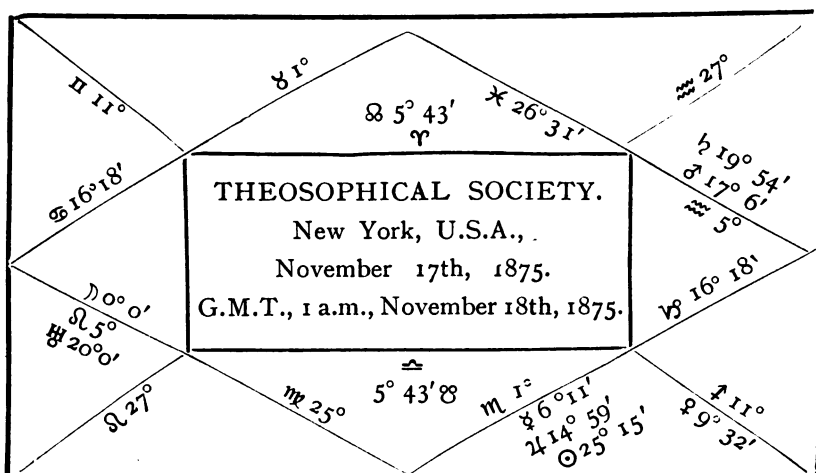 ♊ 11°
♉ 1°
☊ 5° 43′
♈
♓ 26° 31′
♒ 27°
♄ 19° 54′
♂ 17° 6′
♒ 5°
♋ 16° 18′
THEOSOPHICAL SOCIETY.
New York, U.S.A.,
November 17th, 1875.
G.M.T., 1 a.m., November 18th, 1875.
☽ 0° 0′
♌ 5°
♅ 20° 0′
♑ 16° 18′
♌ 27°
♍ 25°
♎
5° 43′ ☋
♏ 1°
☿ 6° 11′
♃ 14° 59′
☉ 25° 15′
♐ 11°
♀ 9° 32′